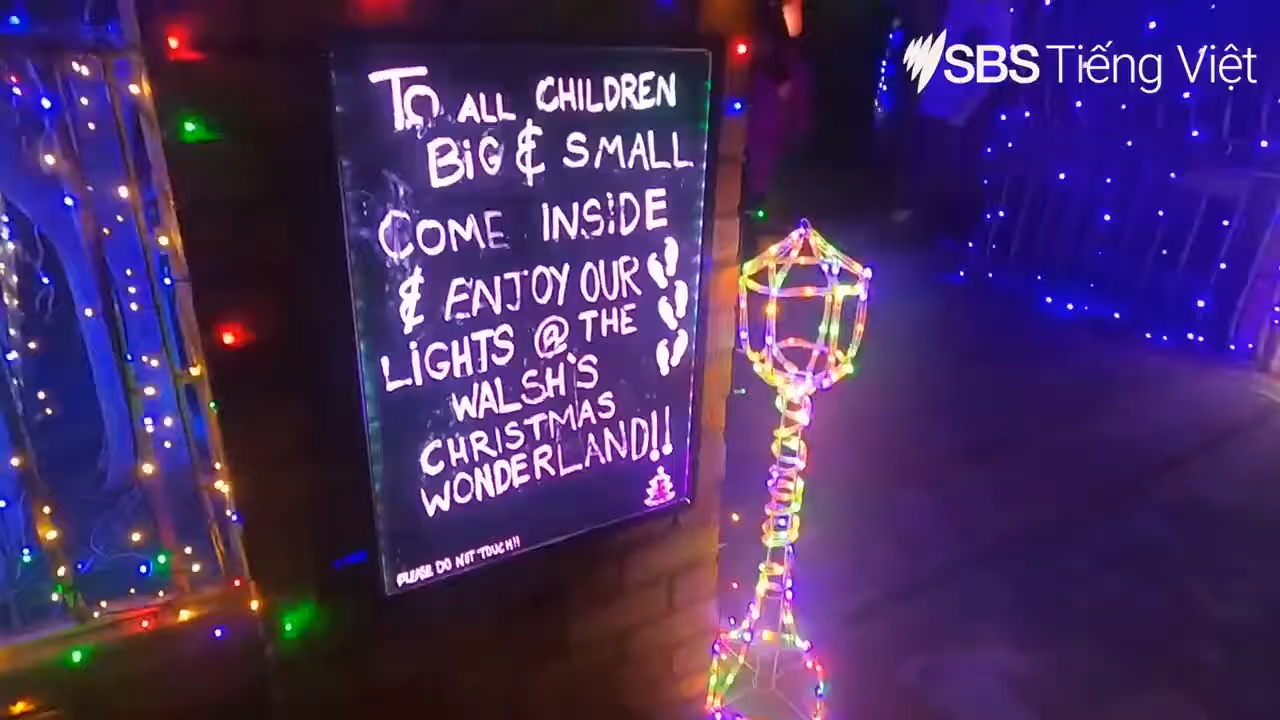 SBS Tiếng Việt
TO ALL CHILDREN
BiG & SMALL
COME INSiDE
& ENJOY OUR
LiGHTS @ THE
WALSH'S
CHRISTMAS
WONDERLAND!!
PLEASE DO NOT TOUCH!!